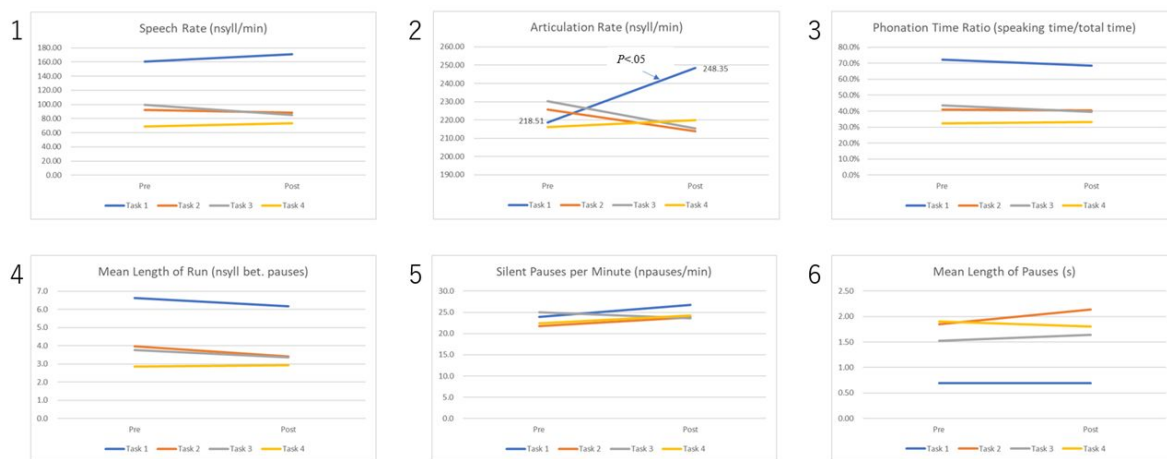 1
Speech Rate (nsyll/min)
180.00
160.00
140.00
120.00
100.00
80.00
60.00
40.00
20.00
0.00
Pre
Post
Task 1 Task 2 Task 3 Task 4
2
Articulation Rate (nsyll/min)
260.00
250.00
240.00
230.00
220.00
210.00
200.00
190.00
P<.05
248.35
218.51
Pre
Post
Task 1 Task 2 Task 3 Task 4
3
Phonation Time Ratio (speaking time/total time)
80.0%
70.0%
60.0%
50.0%
40.0%
30.0%
20.0%
10.0%
0.0%
Pre
Post
Task 1 Task 2 Task 3 Task 4
4
Mean Length of Run (nsyll bet. pauses)
7.0
6.0
5.0
4.0
3.0
2.0
1.0
0.0
Pre
Post
Task 1 Task 2 Task 3 Task 4
5
Silent Pauses per Minute (npauses/min)
30.0
25.0
20.0
15.0
10.0
5.0
0.0
Pre
Post
Task 1 Task 2 Task 3 Task 4
6
Mean Length of Pauses (s)
2.50
2.00
1.50
1.00
0.50
0.00
Pre
Post
Task 1 Task 2 Task 3 Task 4